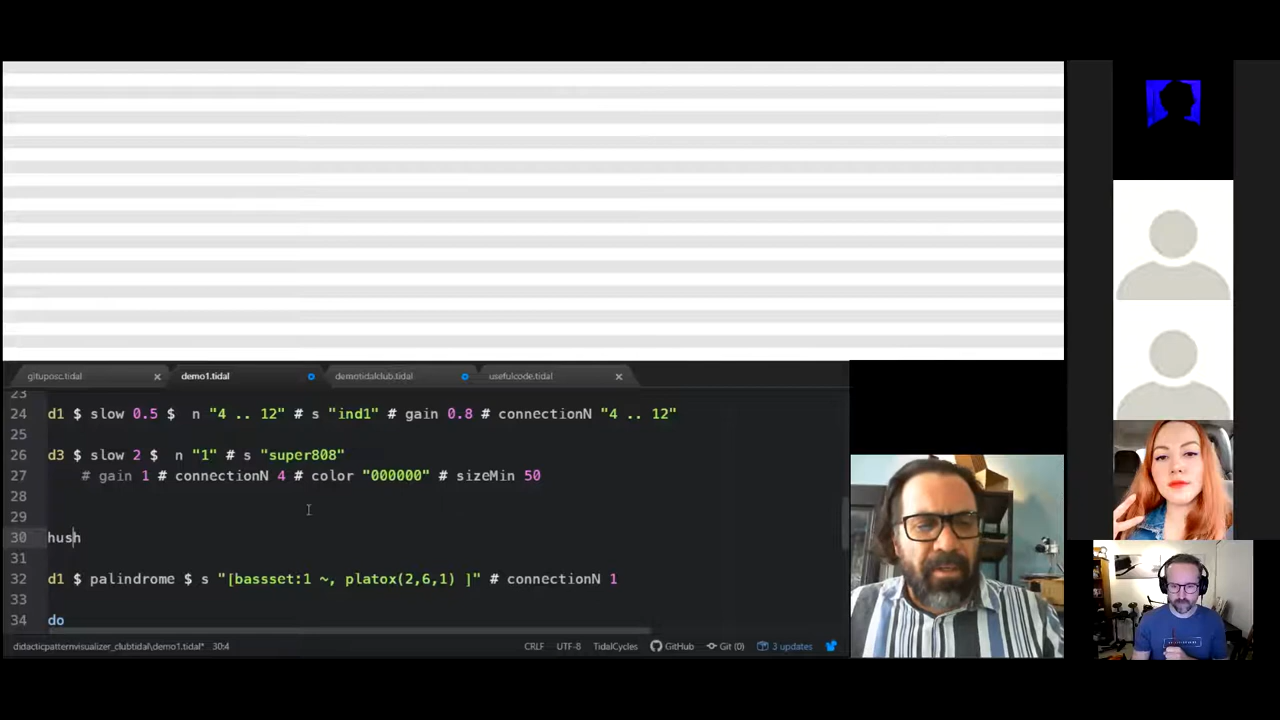 gituposc.tidal
demo1.tidal
demotidalclub.tidal
usefulcode.tidal
23
24 d1 $ slow 0.5 $ n "4 .. 12" # s "ind1" # gain 0.8 # connectionN "4 .. 12"
25
26 d3 $ slow 2 $ n "1" # s "super808"
27 # gain 1 # connectionN 4 # color "000000" # sizeMin 50
28
29
30 hush
31
32 d1 $ palindrome $ s "[bassset:1 ~, platox(2,6,1) ]" # connectionN 1
33
34 do
didacticpatternvisualizer_clubtidal\demo1.tidal* 30:4 CRLF UTF-8 TidalCycles GitHub Git (0) 3 updates